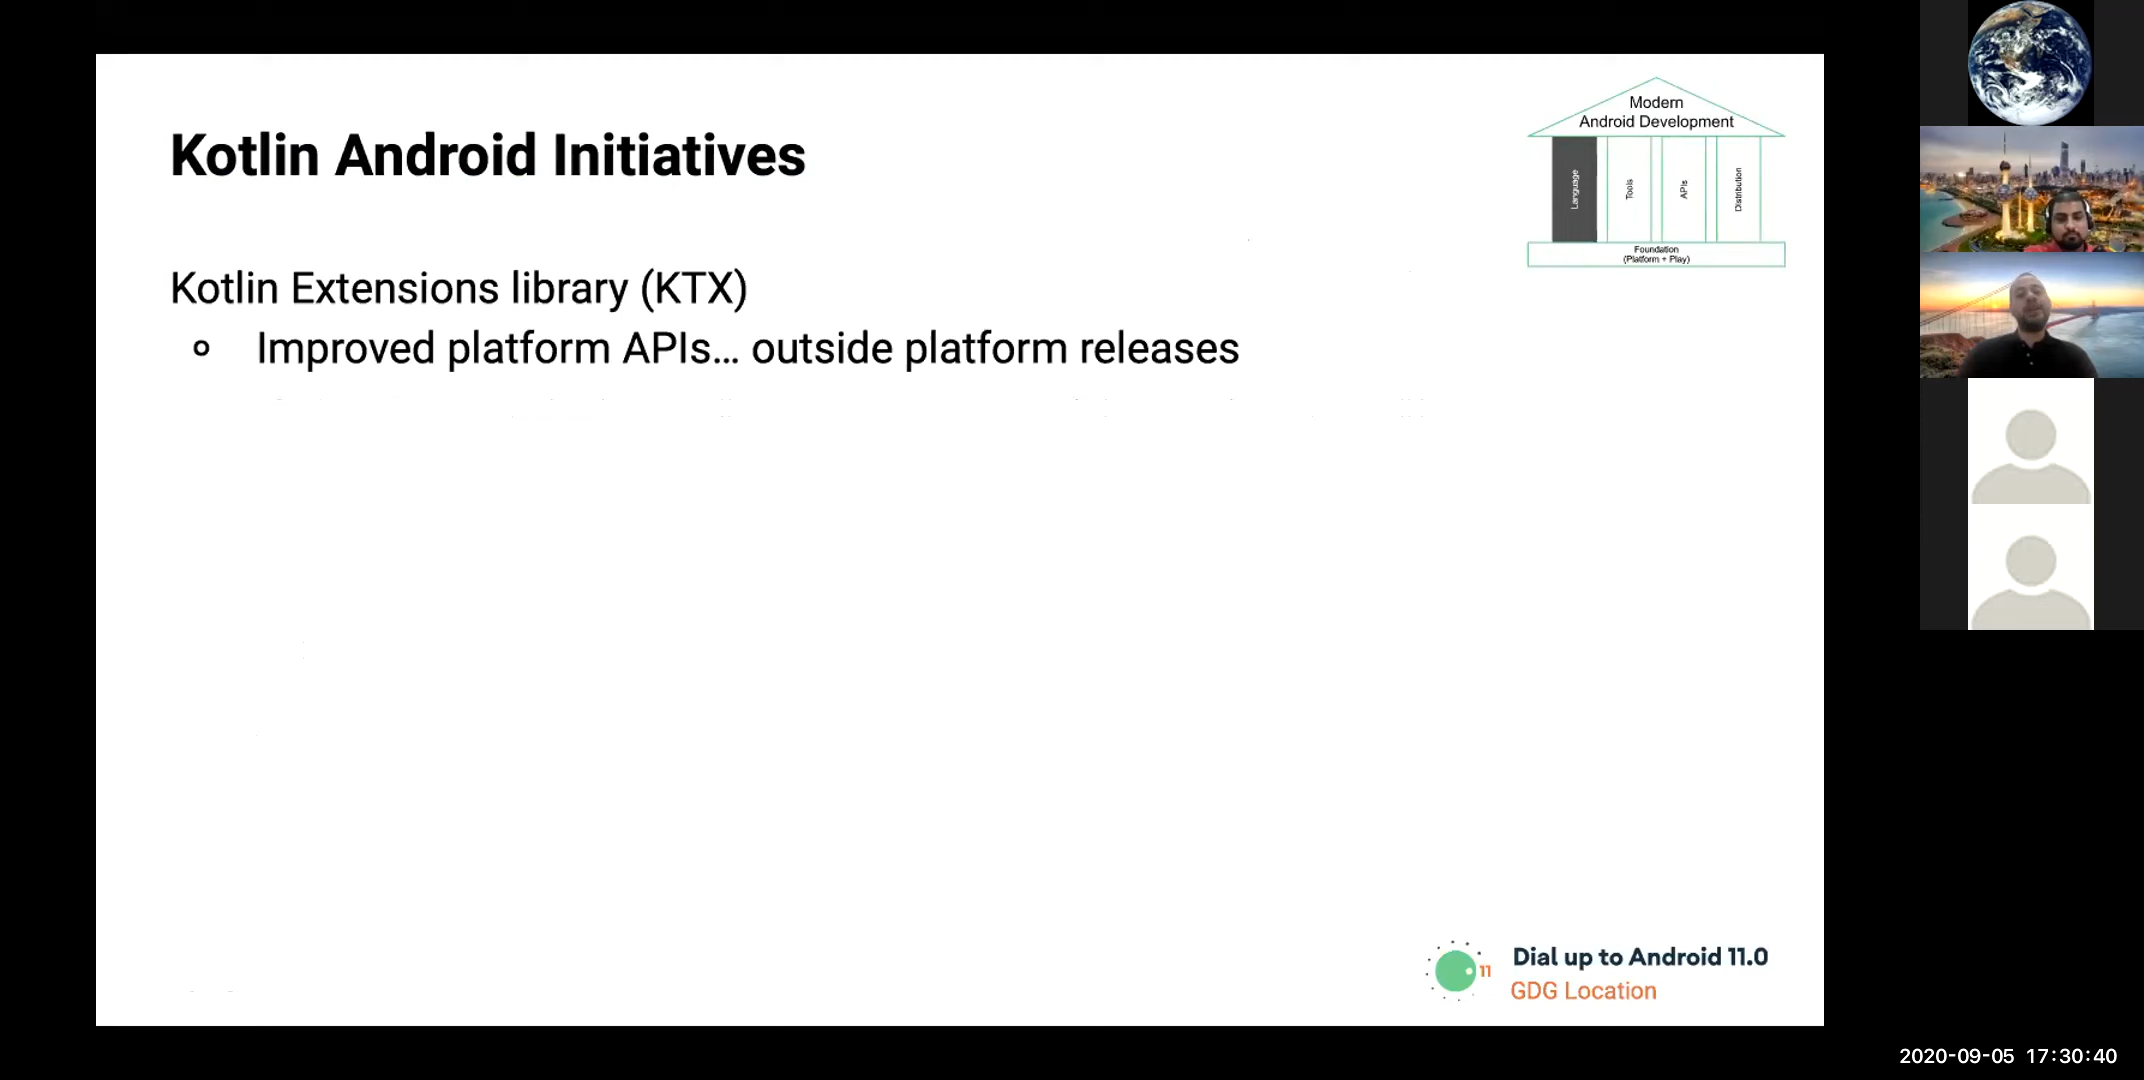 Kotlin Android Initiatives
Modern
Android Development
Language
Tools
APIs
Distribution
Foundation
(Platform + Play)
Kotlin Extensions library (KTX)
Improved platform APIs... outside platform releases
11
Dial up to Android 11.0
GDG Location
2020-09-05 17:30:40